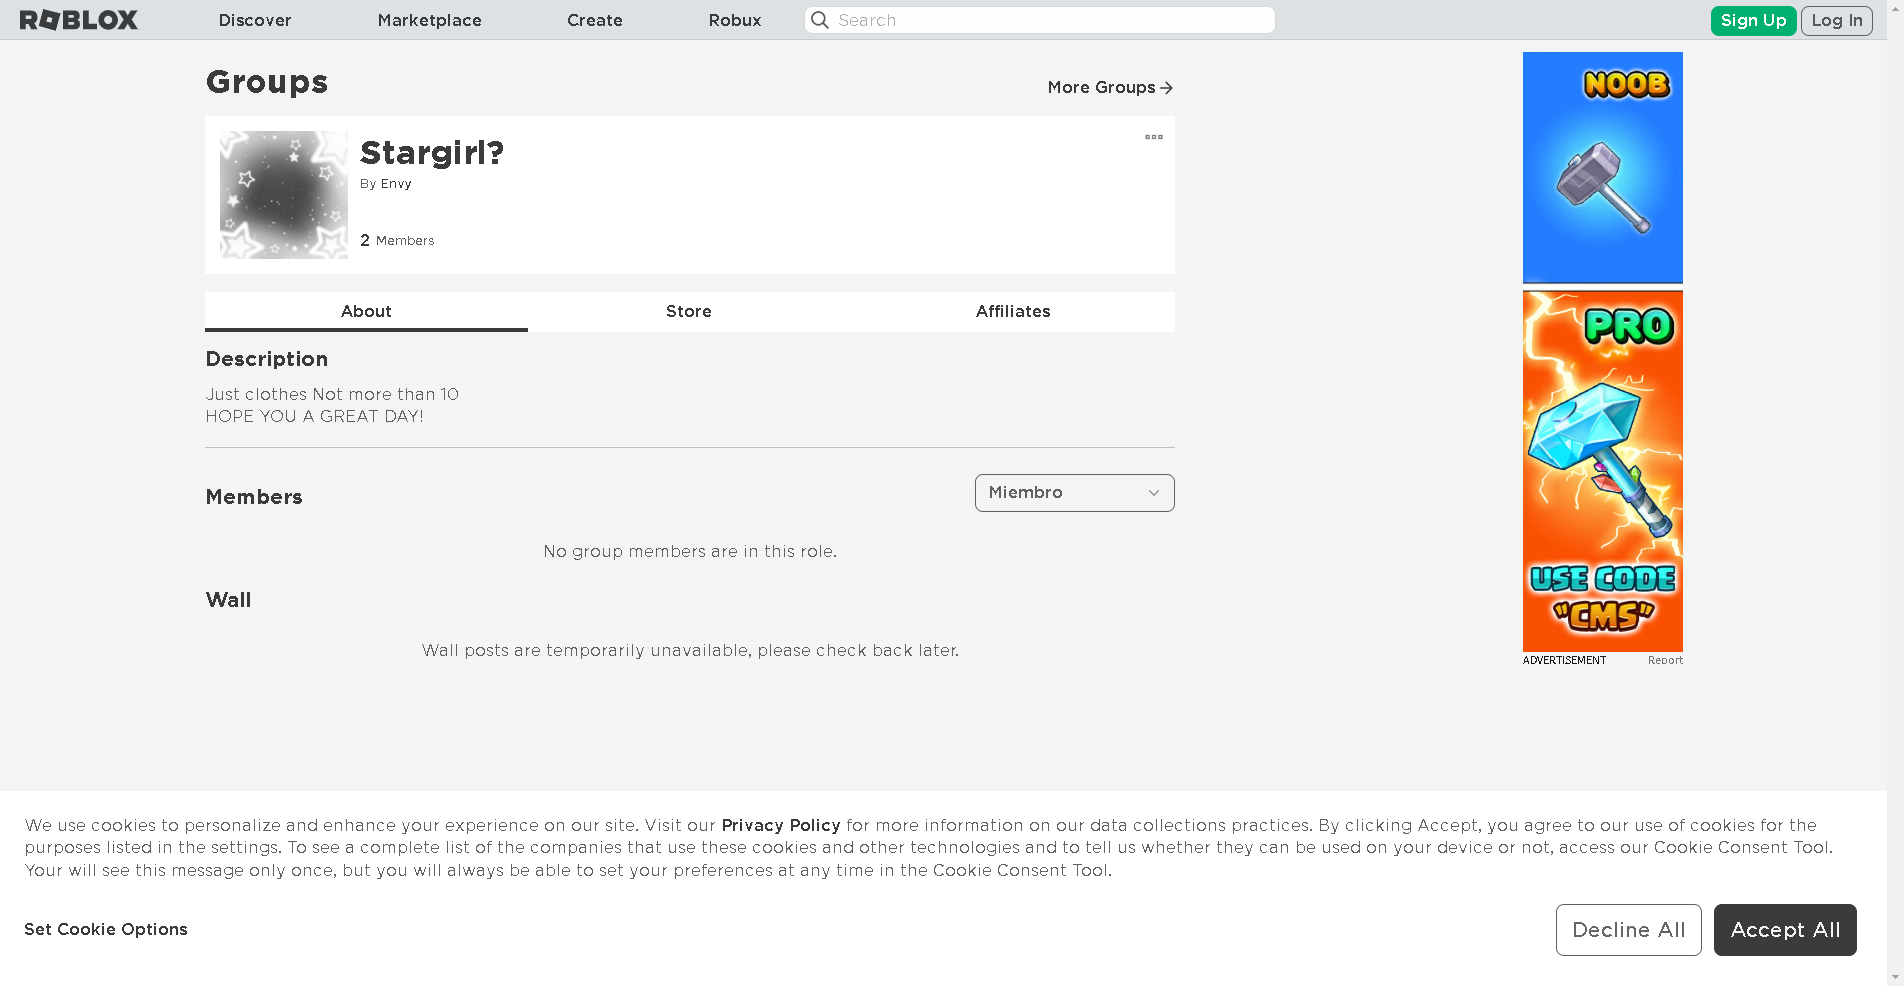 ROBLOX Discover Marketplace Create Robux Search Sign Up Log In
Groups
More Groups
Stargirl?
By Envy
2 Members
About Store Affiliates
Description
Just clothes Not more than 10
HOPE YOU A GREAT DAY!
Members
Miembro
No group members are in this role.
Wall
Wall posts are temporarily unavailable, please check back later.
NOOB
PRO
USE CODE
"CMS"
ADVERTISEMENT Report
We use cookies to personalize and enhance your experience on our site. Visit our Privacy Policy for more information on our data collections practices. By clicking Accept, you agree to our use of cookies for the
purposes listed in the settings. To see a complete list of the companies that use these cookies and other technologies and to tell us whether they can be used on your device or not, access our Cookie Consent Tool.
Your will see this message only once, but you will always be able to set your preferences at any time in the Cookie Consent Tool.
Set Cookie Options
Decline All Accept All